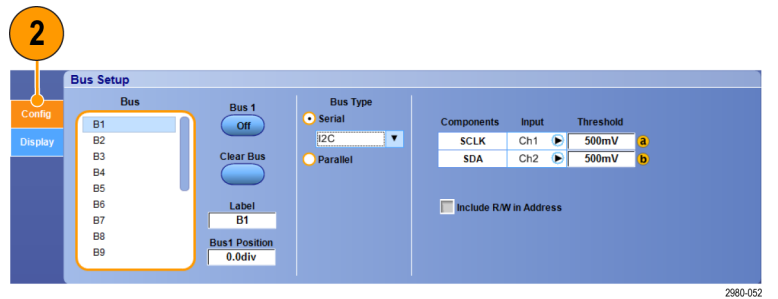 2
Bus Setup
Config
Display
Bus
B1
B2
B3
B4
B5
B6
B7
B8
B9
Bus 1
Off
Clear Bus
Label
B1
Bus1 Position
0.0div
Bus Type
Serial
I2C
Parallel
Components Input Threshold
SCLK Ch1 500mV a
SDA Ch2 500mV b
Include R/W in Address
2980-052